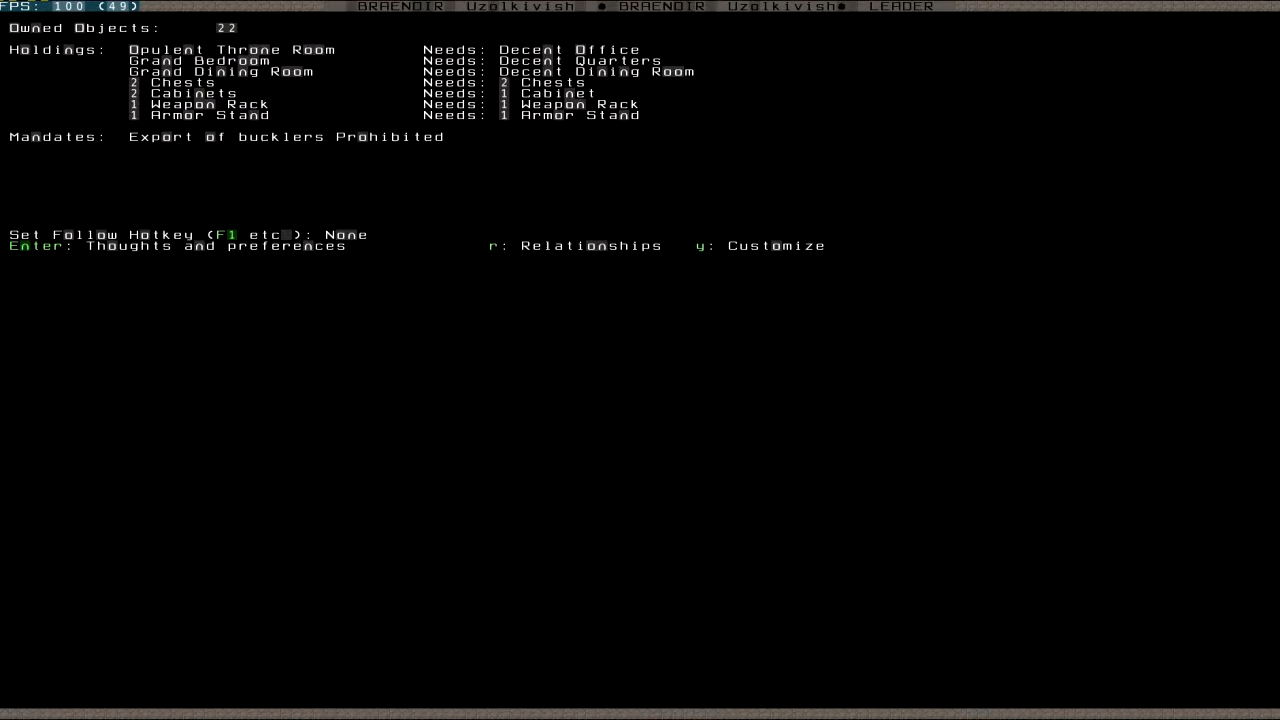 FPS: 100 (49) BRAENDIR Uzolkivish ● BRAENDIR Uzolkivish● LEADER
Owned Objects: 22
Holdings: Opulent Throne Room Needs: Decent Office
Grand Bedroom Needs: Decent Quarters
Grand Dining Room Needs: Decent Dining Room
2 Chests Needs: 2 Chests
2 Cabinets Needs: 1 Cabinet
1 Weapon Rack Needs: 1 Weapon Rack
1 Armor Stand Needs: 1 Armor Stand
Mandates: Export of bucklers Prohibited
Set Follow Hotkey (F1 etc.): None
Enter: Thoughts and preferences r: Relationships y: Customize